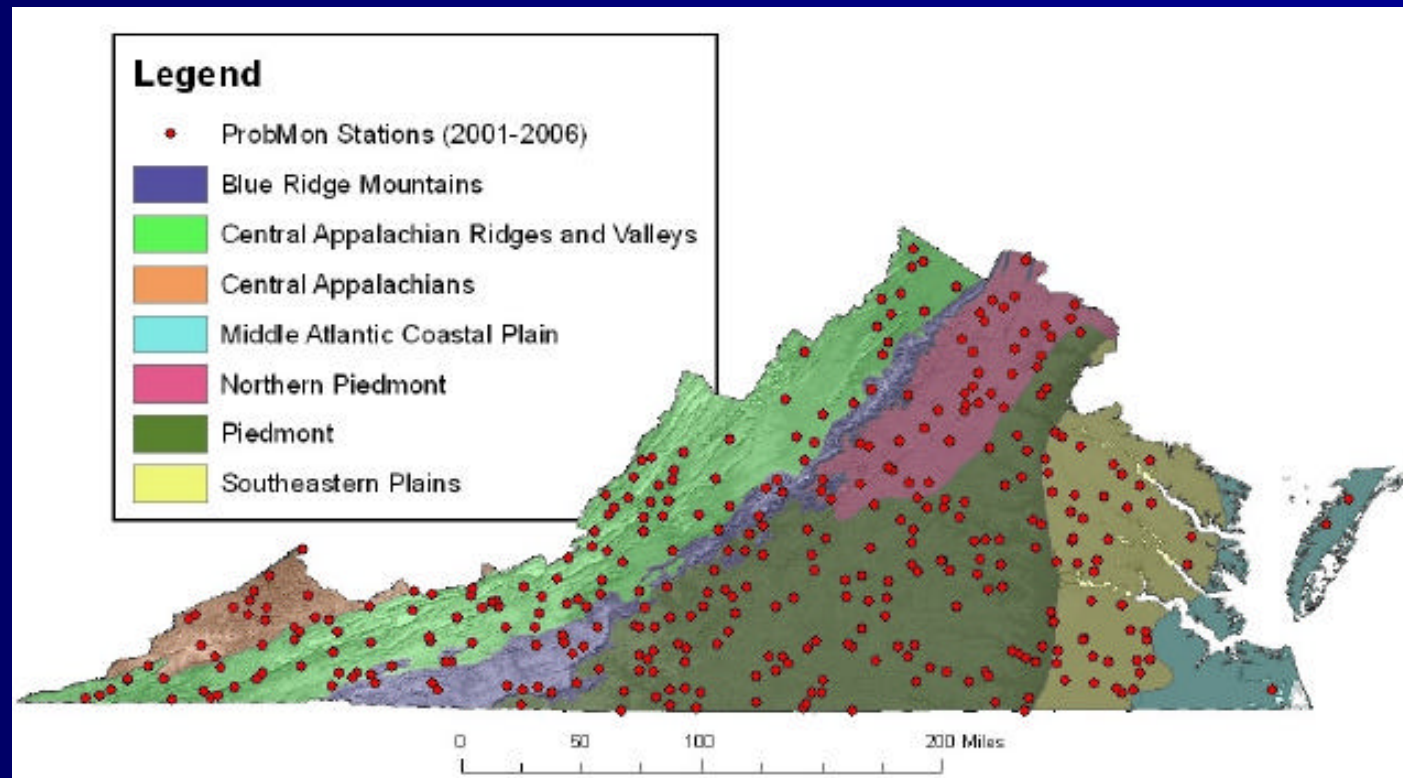 Legend
ProbMon Stations (2001-2006)
Blue Ridge Mountains
Central Appalachian Ridges and Valleys
Central Appalachians
Middle Atlantic Coastal Plain
Northern Piedmont
Piedmont
Southeastern Plains
0 50 100 200 Miles